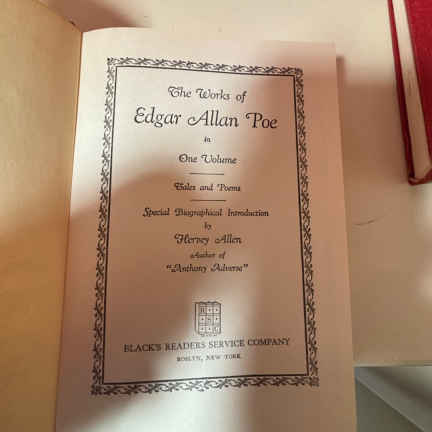 The Works of
Edgar Allan Poe
in
One Volume
Tales and Poems
Special Biographical Introduction
by
Hervey Allen
Author of
"Anthony Adverse"
BLACK'S READERS SERVICE COMPANY
ROSLYN, NEW YORK